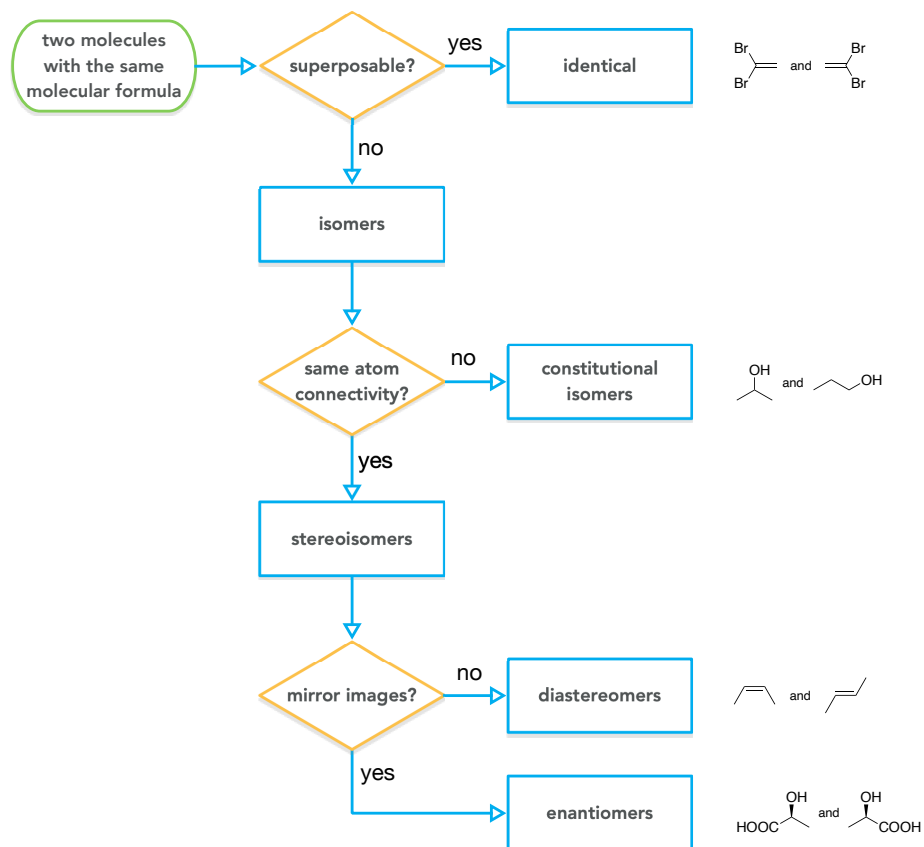 two molecules
with the same
molecular formula
superposable?
yes
identical
Br
Br
and
Br
Br
no
isomers
same atom
connectivity?
no
constitutional
isomers
OH
and
OH
yes
stereoisomers
mirror images?
no
diastereomers
and
yes
enantiomers
OH
HOOC
and
OH
COOH